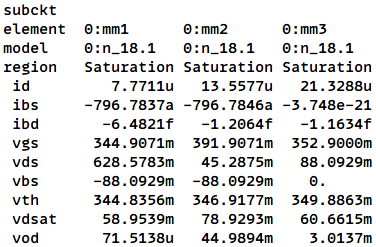 subckt
element 0:mm1 0:mm2 0:mm3
model 0:n_18.1 0:n_18.1 0:n_18.1
region Saturation Saturation Saturation
id 7.7711u 13.5577u 21.3288u
ibs -796.7837a -796.7846a -3.748e-21
ibd -6.4821f -1.2064f -1.1634f
vgs 344.9071m 391.9071m 352.9000m
vds 628.5783m 45.2875m 88.0929m
vbs -88.0929m -88.0929m 0.
vth 344.8356m 346.9177m 349.8863m
vdsat 58.9539m 78.9293m 60.6615m
vod 71.5138u 44.9894m 3.0137m